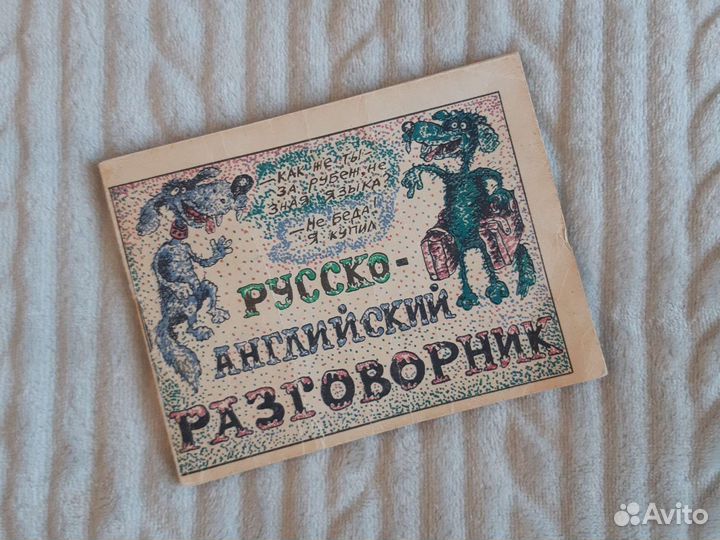 — КАК ЖЕ ТЫ
ЗА РУБЕЖ, НЕ
ЗНАЯ ЯЗЫКА?
— НЕ БЕДА!
Я КУПИЛ
РУССКО-
АНГЛИЙСКИЙ
РАЗГОВОРНИК
Avito